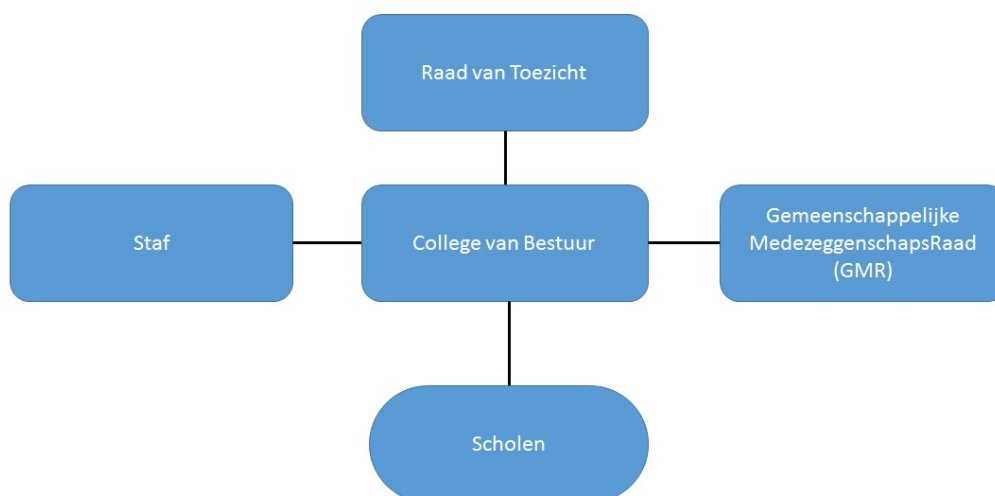 Raad van Toezicht
Staf
College van Bestuur
Gemeenschappelijke
MedezeggenschapsRaad
(GMR)
Scholen